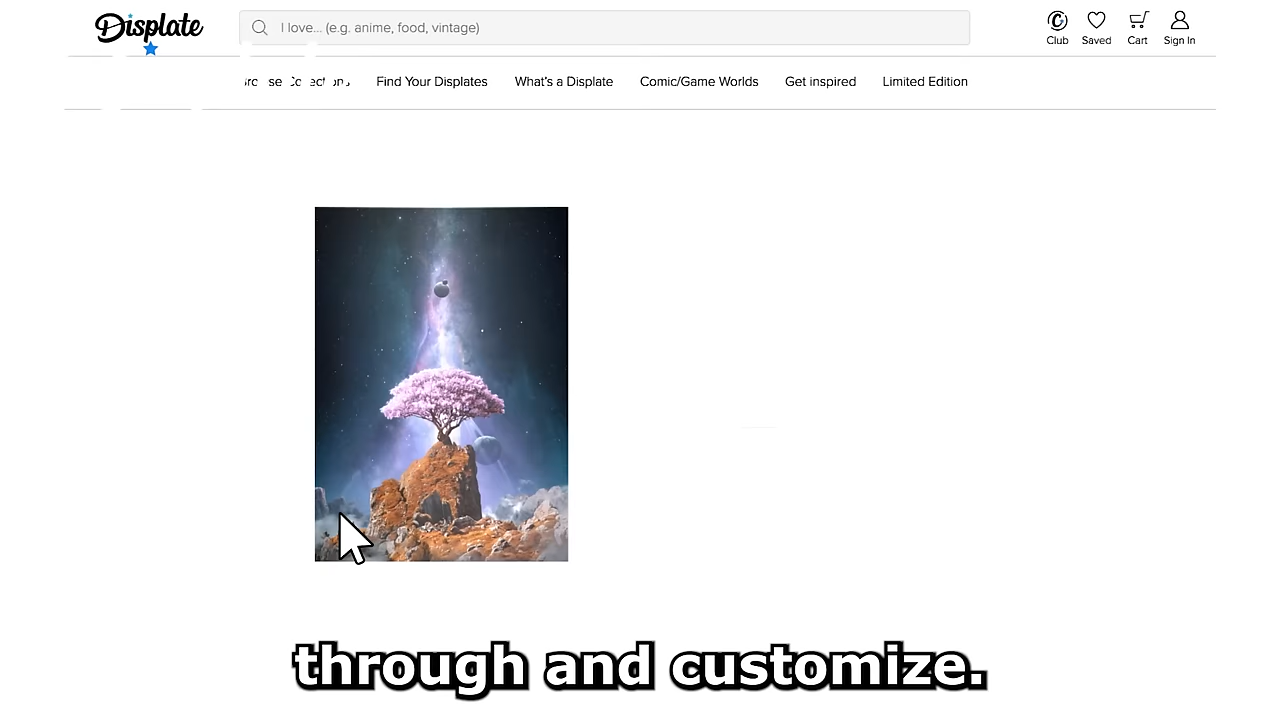 Displate
I love... (e.g. anime, food, vintage)
Club Saved Cart Sign In
Find Your Displates What's a Displate Comic/Game Worlds Get inspired Limited Edition
through and customize.